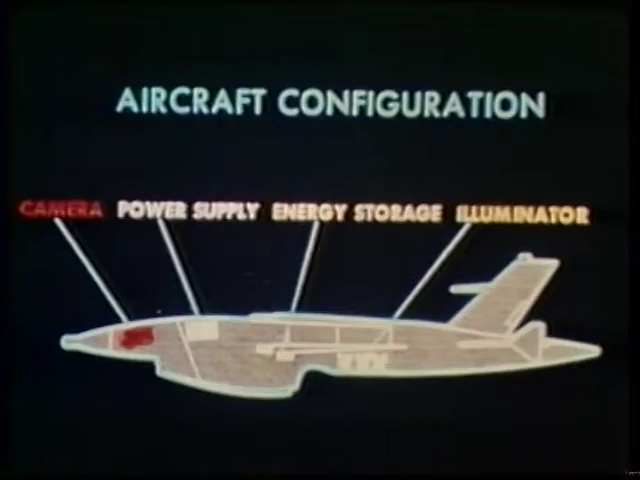 AIRCRAFT CONFIGURATION
CAMERA POWER SUPPLY ENERGY STORAGE ILLUMINATOR